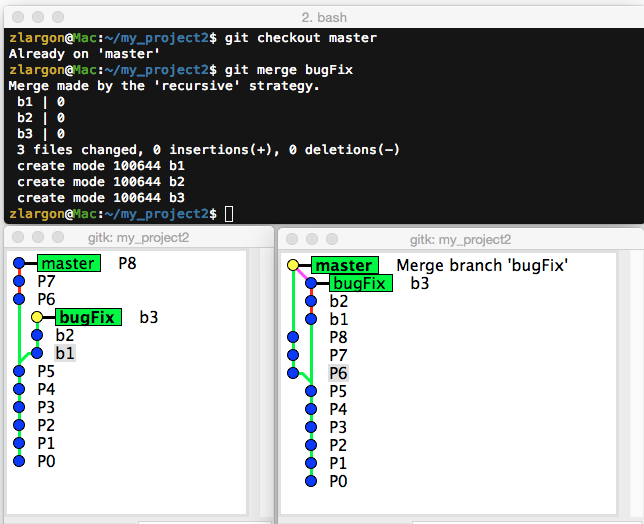 2. bash
zlargon@Mac:~/my_project2$ git checkout master
Already on 'master'
zlargon@Mac:~/my_project2$ git merge bugFix
Merge made by the 'recursive' strategy.
b1 | 0
b2 | 0
b3 | 0
3 files changed, 0 insertions(+), 0 deletions(-)
create mode 100644 b1
create mode 100644 b2
create mode 100644 b3
zlargon@Mac:~/my_project2$
gitk: my_project2
master P8
P7
P6
bugFix b3
b2
b1
P5
P4
P3
P2
P1
P0
gitk: my_project2
master Merge branch 'bugFix'
bugFix b3
b2
b1
P8
P7
P6
P5
P4
P3
P2
P1
P0